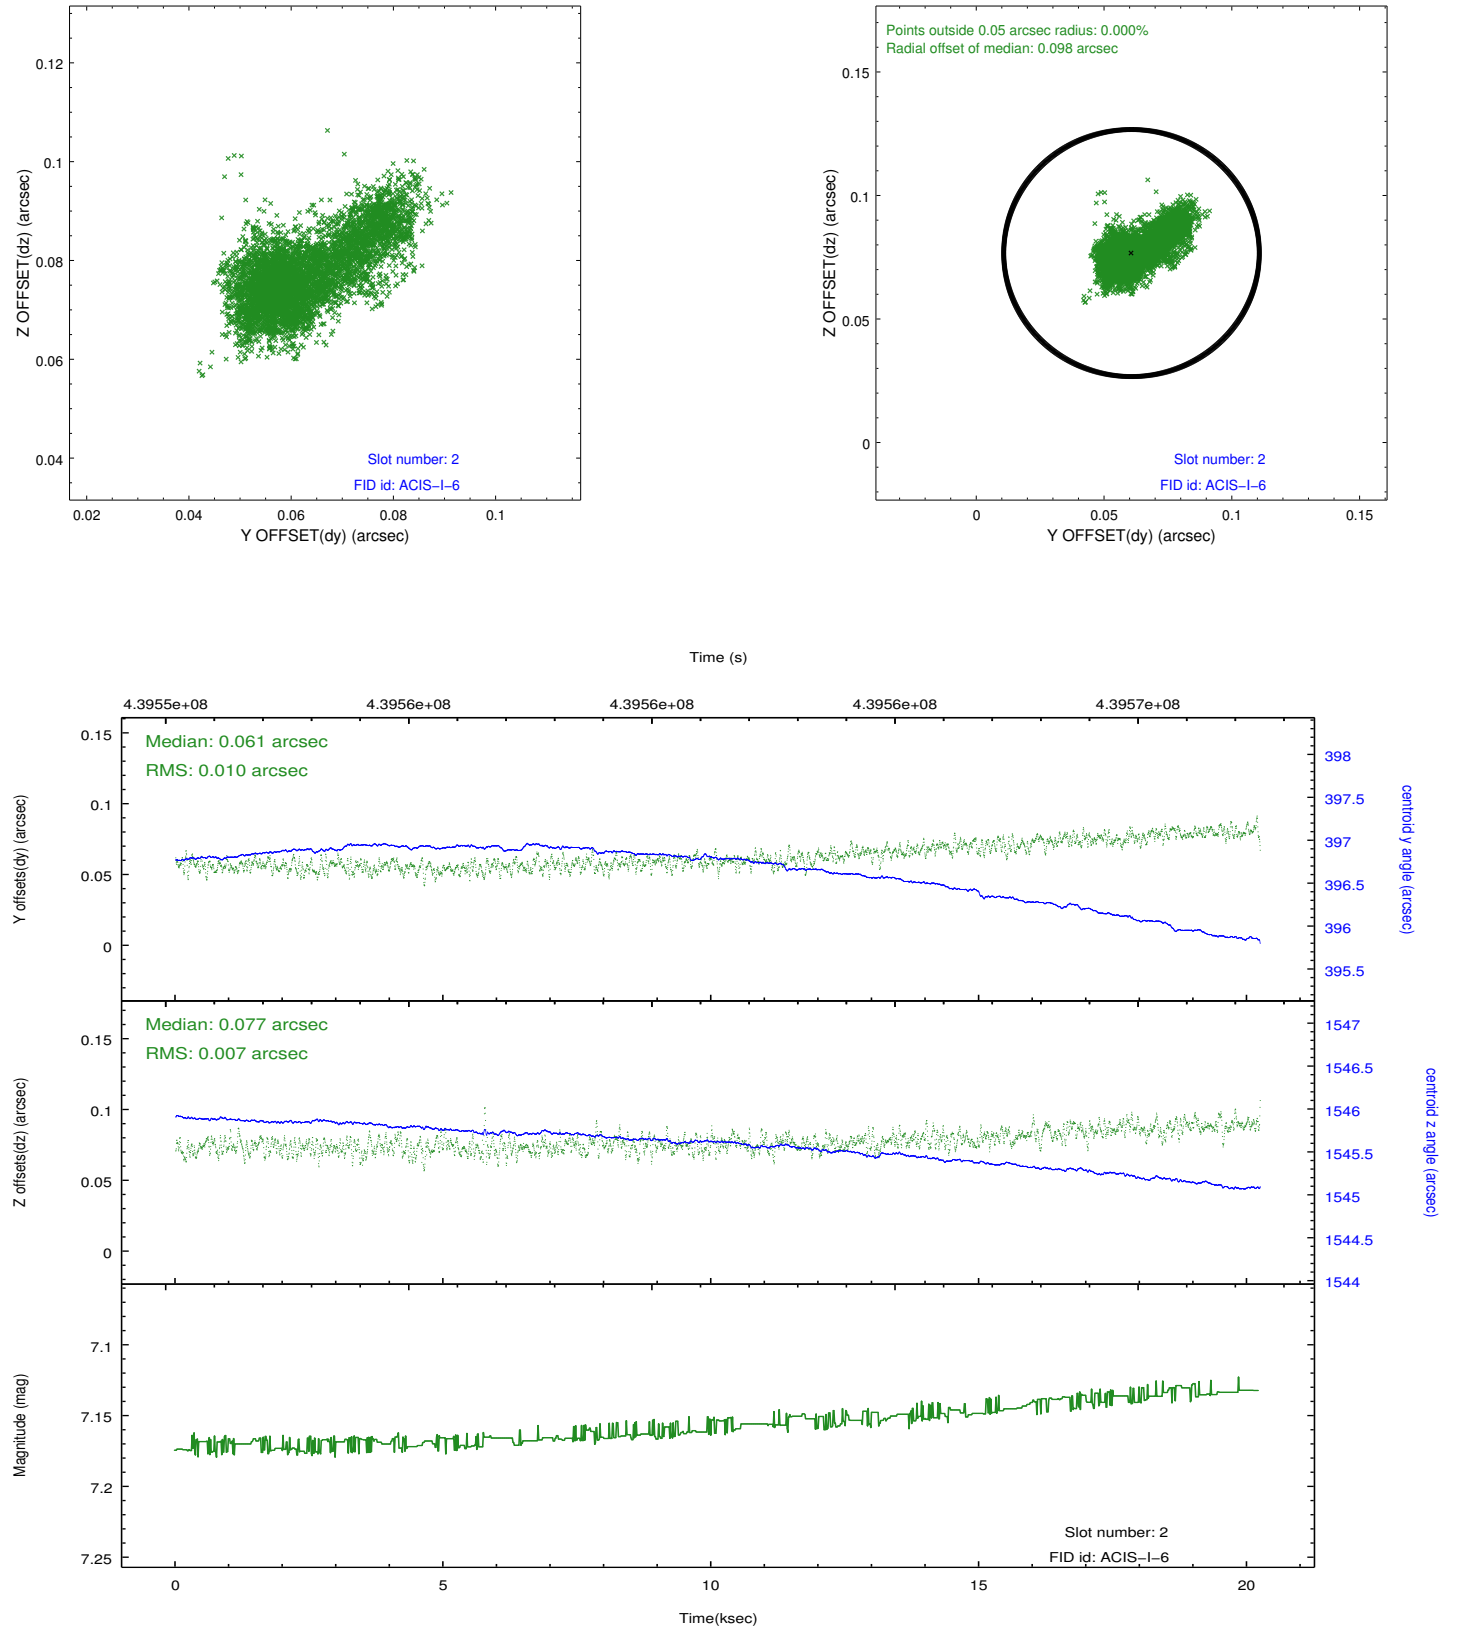 0.12
0.1
0.08
0.06
0.04
Z OFFSET(dz) (arcsec)
Slot number: 2
FID id: ACIS−I−6
0.02 0.04 0.06 0.08 0.1
Y OFFSET(dy) (arcsec)
Points outside 0.05 arcsec radius: 0.000%
Radial offset of median: 0.098 arcsec
0.15
0.1
0.05
0
Z OFFSET(dz) (arcsec)
Slot number: 2
FID id: ACIS−I−6
0 0.05 0.1 0.15
Y OFFSET(dy) (arcsec)
Time (s)
4.3955e+08 4.3956e+08 4.3956e+08 4.3956e+08 4.3957e+08
Median: 0.061 arcsec
RMS: 0.010 arcsec
0.15
0.1
0.05
0
Y offsets(dy) (arcsec)
398
397.5
397
396.5
396
395.5
centroid y angle (arcsec)
Median: 0.077 arcsec
RMS: 0.007 arcsec
0.15
0.1
0.05
0
Z offsets(dz) (arcsec)
1547
1546.5
1546
1545.5
1545
1544.5
1544
centroid z angle (arcsec)
7.1
7.15
7.2
7.25
Magnitude (mag)
Slot number: 2
FID id: ACIS−I−6
0 5 10 15 20
Time(ksec)